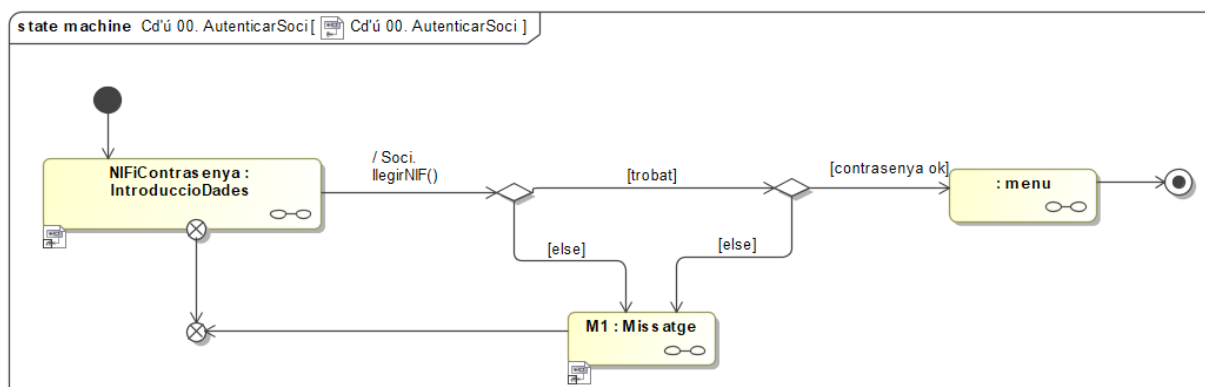 state machine Cd'ú 00. AutenticarSoci [ Cd'ú 00. AutenticarSoci ]
NIFiContrasenya :
IntroduccioDades
/ Soci.
llegirNIF()
[trobat]
[contrasenya ok]
: menu
[else]
[else]
M1 : Missatge